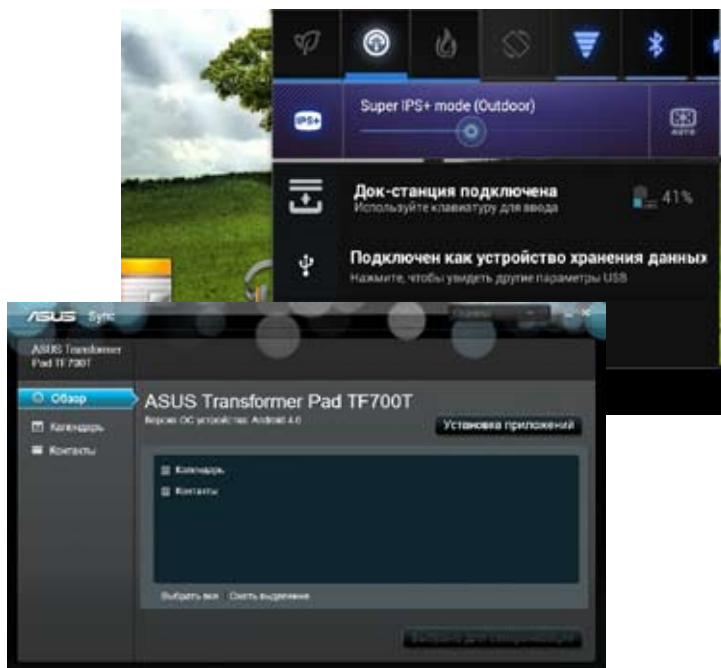 IPS+
Super IPS+ mode (Outdoor)
AUTO
Док-станция подключена
Используйте клавиатуру для ввода
41%
Подключен как устройство хранения данных
Нажмите, чтобы увидеть другие параметры USB
ASUS Sync
ASUS Transformer
Pad TF700T
Обзор
Календарь
Контакты
ASUS Transformer Pad TF700T
Версия ОС устройства: Android 4.0
Установка приложений
Календарь
Контакты
Выбрать все Снять выделение